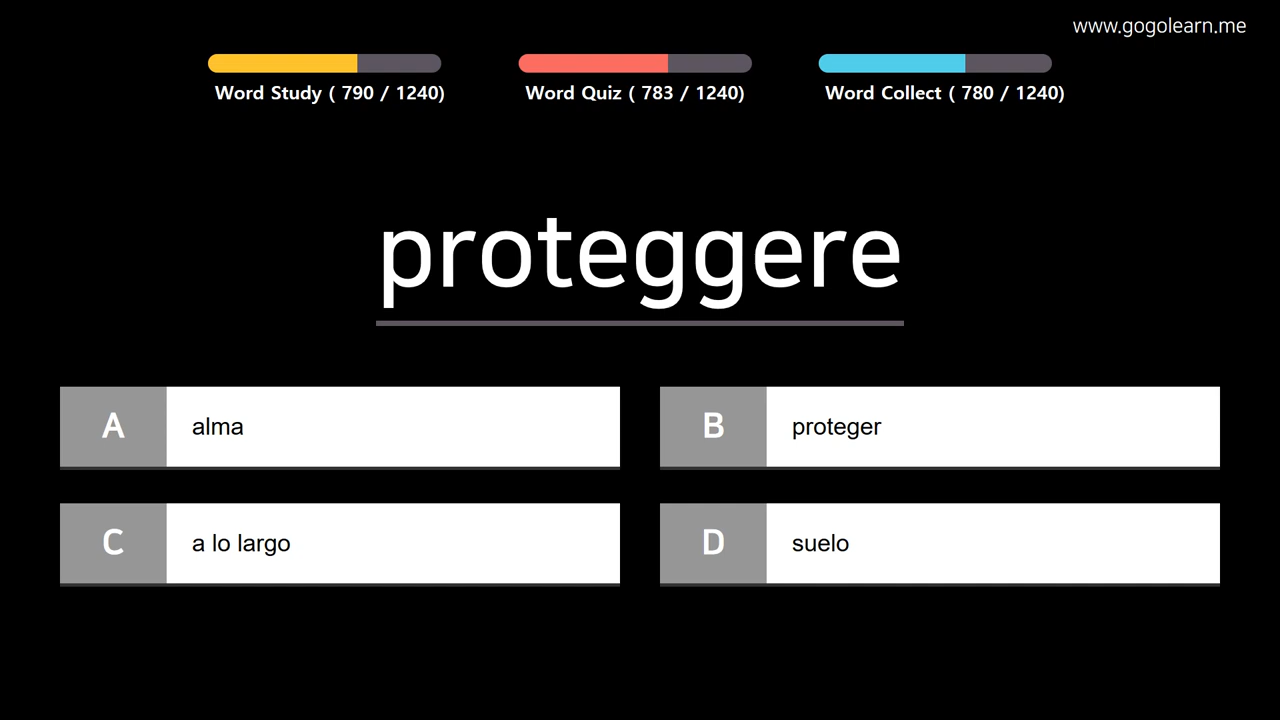 www.gogolearn.me
Word Study ( 790 / 1240)
Word Quiz ( 783 / 1240)
Word Collect ( 780 / 1240)
proteggere
A alma
B proteger
C a lo largo
D suelo